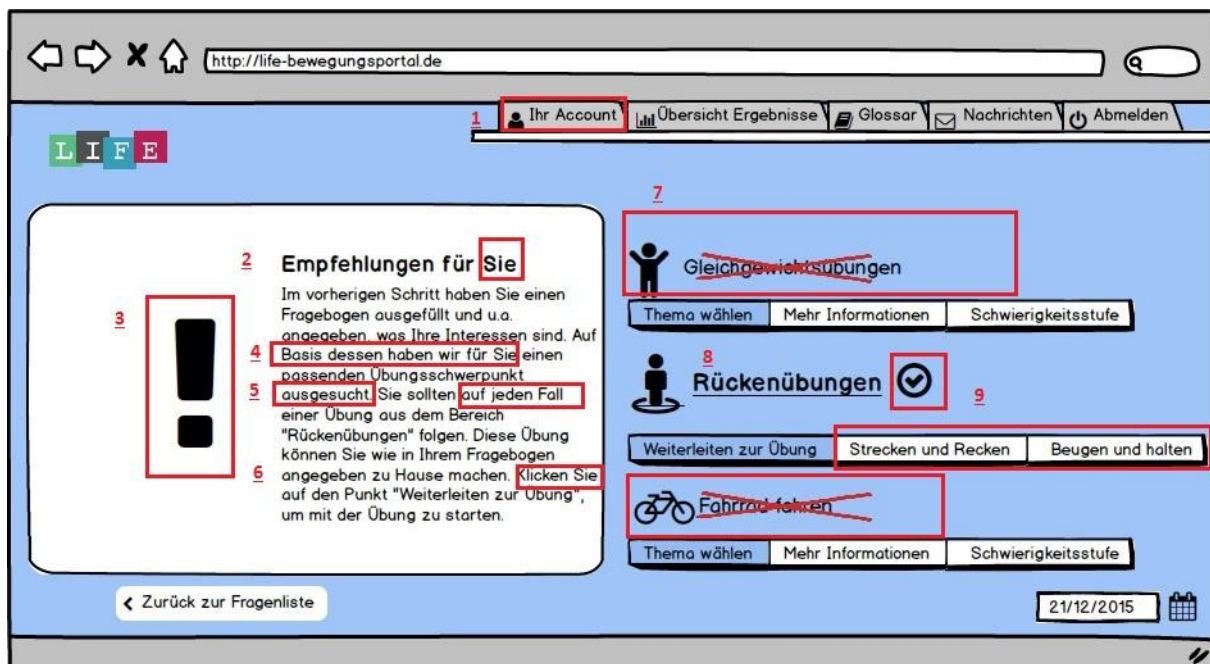 http://life-bewegungsportal.de
1 Ihr Account Übersicht Ergebnisse Glossar Nachrichten Abmelden
LIFE
7
2 Empfehlungen für Sie
Gleichgewichtsübungen
Im vorherigen Schritt haben Sie einen
Fragebogen ausgefüllt und u.a.
3
angegeben, was Ihre Interessen sind. Auf
4 Basis dessen haben wir für Sie einen
passenden Übungsschwerpunkt
5 ausgesucht. Sie sollten auf jeden Fall
einer Übung aus dem Bereich
"Rückenübungen" folgen. Diese Übung
können Sie wie in Ihrem Fragebogen
6 angegeben zu Hause machen. Klicken Sie
auf den Punkt "Weiterleiten zur Übung",
um mit der Übung zu starten.
Thema wählen Mehr Informationen Schwierigkeitsstufe
8
Rückenübungen
9
Weiterleiten zur Übung Strecken und Recken Beugen und halten
Fahrrad fahren
Thema wählen Mehr Informationen Schwierigkeitsstufe
Zurück zur Fragenliste
21/12/2015